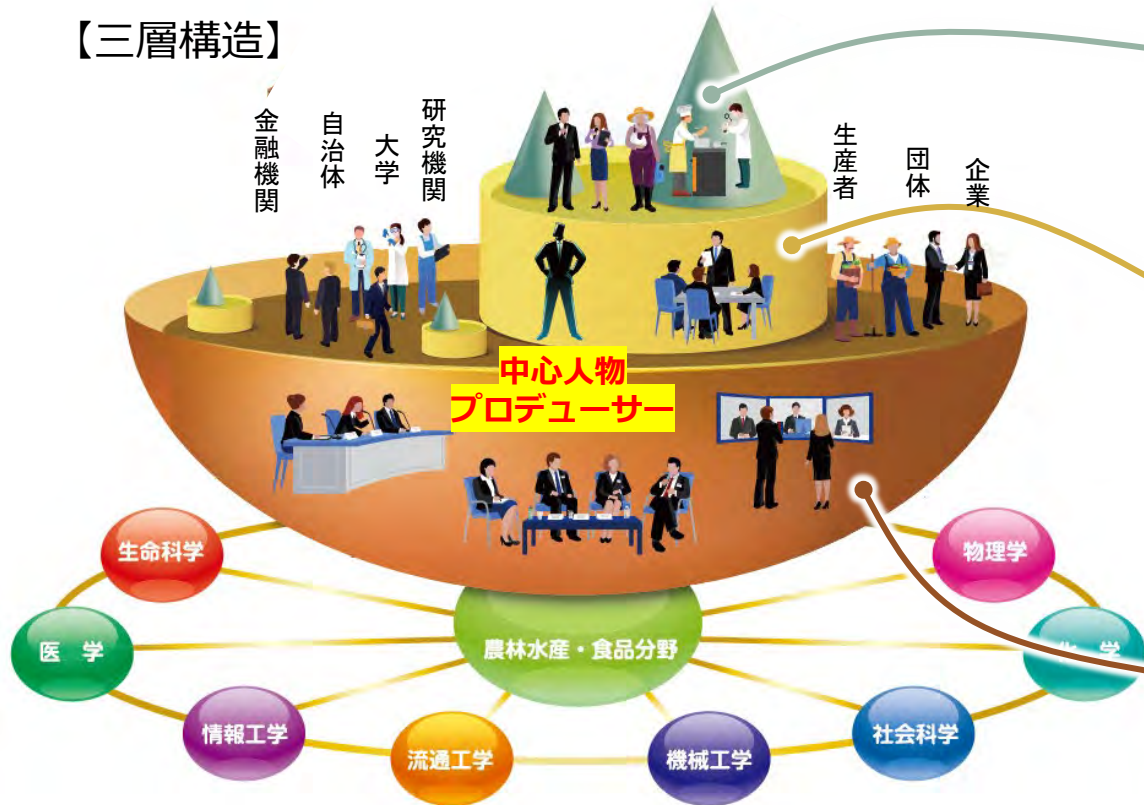 【三層構造】
金融機関
自治体
大学
研究機関
生産者
団体
企業
中心人物
プロデューサー
生命科学
物理学
医 学
農林水産・食品分野
化 学
情報工学
社会科学
流通工学
機械工学